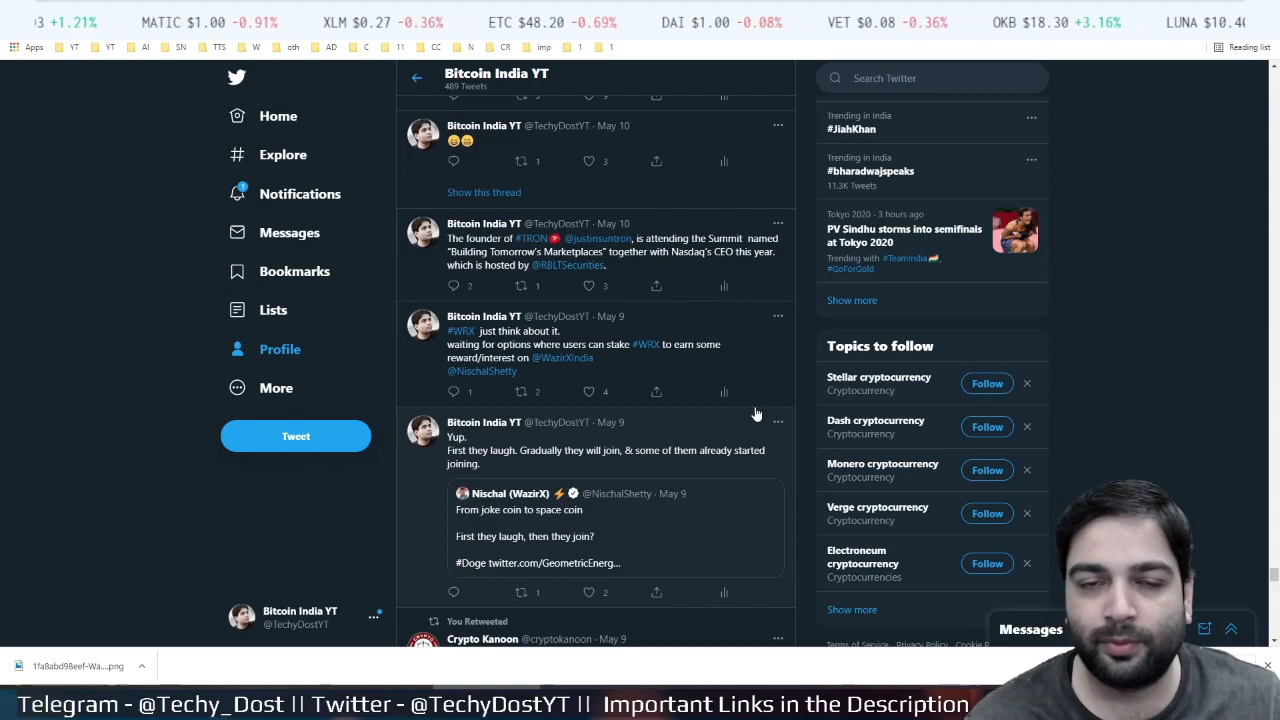 03 +1.21% MATIC $1.00 -0.91% XLM $0.27 -0.36% ETC $48.20 -0.69% DAI $1.00 -0.08% VET $0.08 -0.36% OKB $18.30 +3.16% LUNA
Apps YT YT AI SN TTS W oth AD C 11 CC N CR imp 1 1 Reading list
Bitcoin India YT
489 Tweets
Home
Explore
1
Notifications
Messages
Bookmarks
Lists
Profile
More
Tweet
Bitcoin India YT
@TechyDostYT
Bitcoin India YT @TechyDostYT · May 10
😄😄
1 3
Show this thread
Bitcoin India YT @TechyDostYT · May 10
The founder of #TRON @justinsuntron, is attending the Summit named
"Building Tomorrow's Marketplaces" together with Nasdaq's CEO this year.
which is hosted by @RBLTSecurities.
2 1 3
Bitcoin India YT @TechyDostYT · May 9
#WRX just think about it.
waiting for options where users can stake #WRX to earn some
reward/interest on @WazirXIndia
@NischalShetty
1 2 4
Bitcoin India YT @TechyDostYT · May 9
Yup.
First they laugh. Gradually they will join, & some of them already started
joining.
Nischal (WazirX) ⚡ @NischalShetty · May 9
From joke coin to space coin
First they laugh, then they join?
#Doge twitter.com/GeometricEnerg...
1 2
You Retweeted
Crypto Kanoon @cryptokanoon · May 9
Search Twitter
Trending in India
#JiahKhan
Trending in India
#bharadwajspeaks
11.3K Tweets
Tokyo 2020 · 3 hours ago
PV Sindhu storms into semifinals
at Tokyo 2020
Trending with #TeamIndia 🇮🇳,
#GoForGold
Show more
Topics to follow
Stellar cryptocurrency
Cryptocurrency
Follow
Dash cryptocurrency
Cryptocurrency
Follow
Monero cryptocurrency
Cryptocurrency
Follow
Verge cryptocurrency
Cryptocurrency
Follow
Electroneum
cryptocurrency
Cryptocurrencies
Follow
Show more
Messages
Terms of Service Privacy Policy Cookie P
1fa8abd98eef-Wa....png
Telegram - @Techy_Dost || Twitter - @TechyDostYT || Important Links in the Description